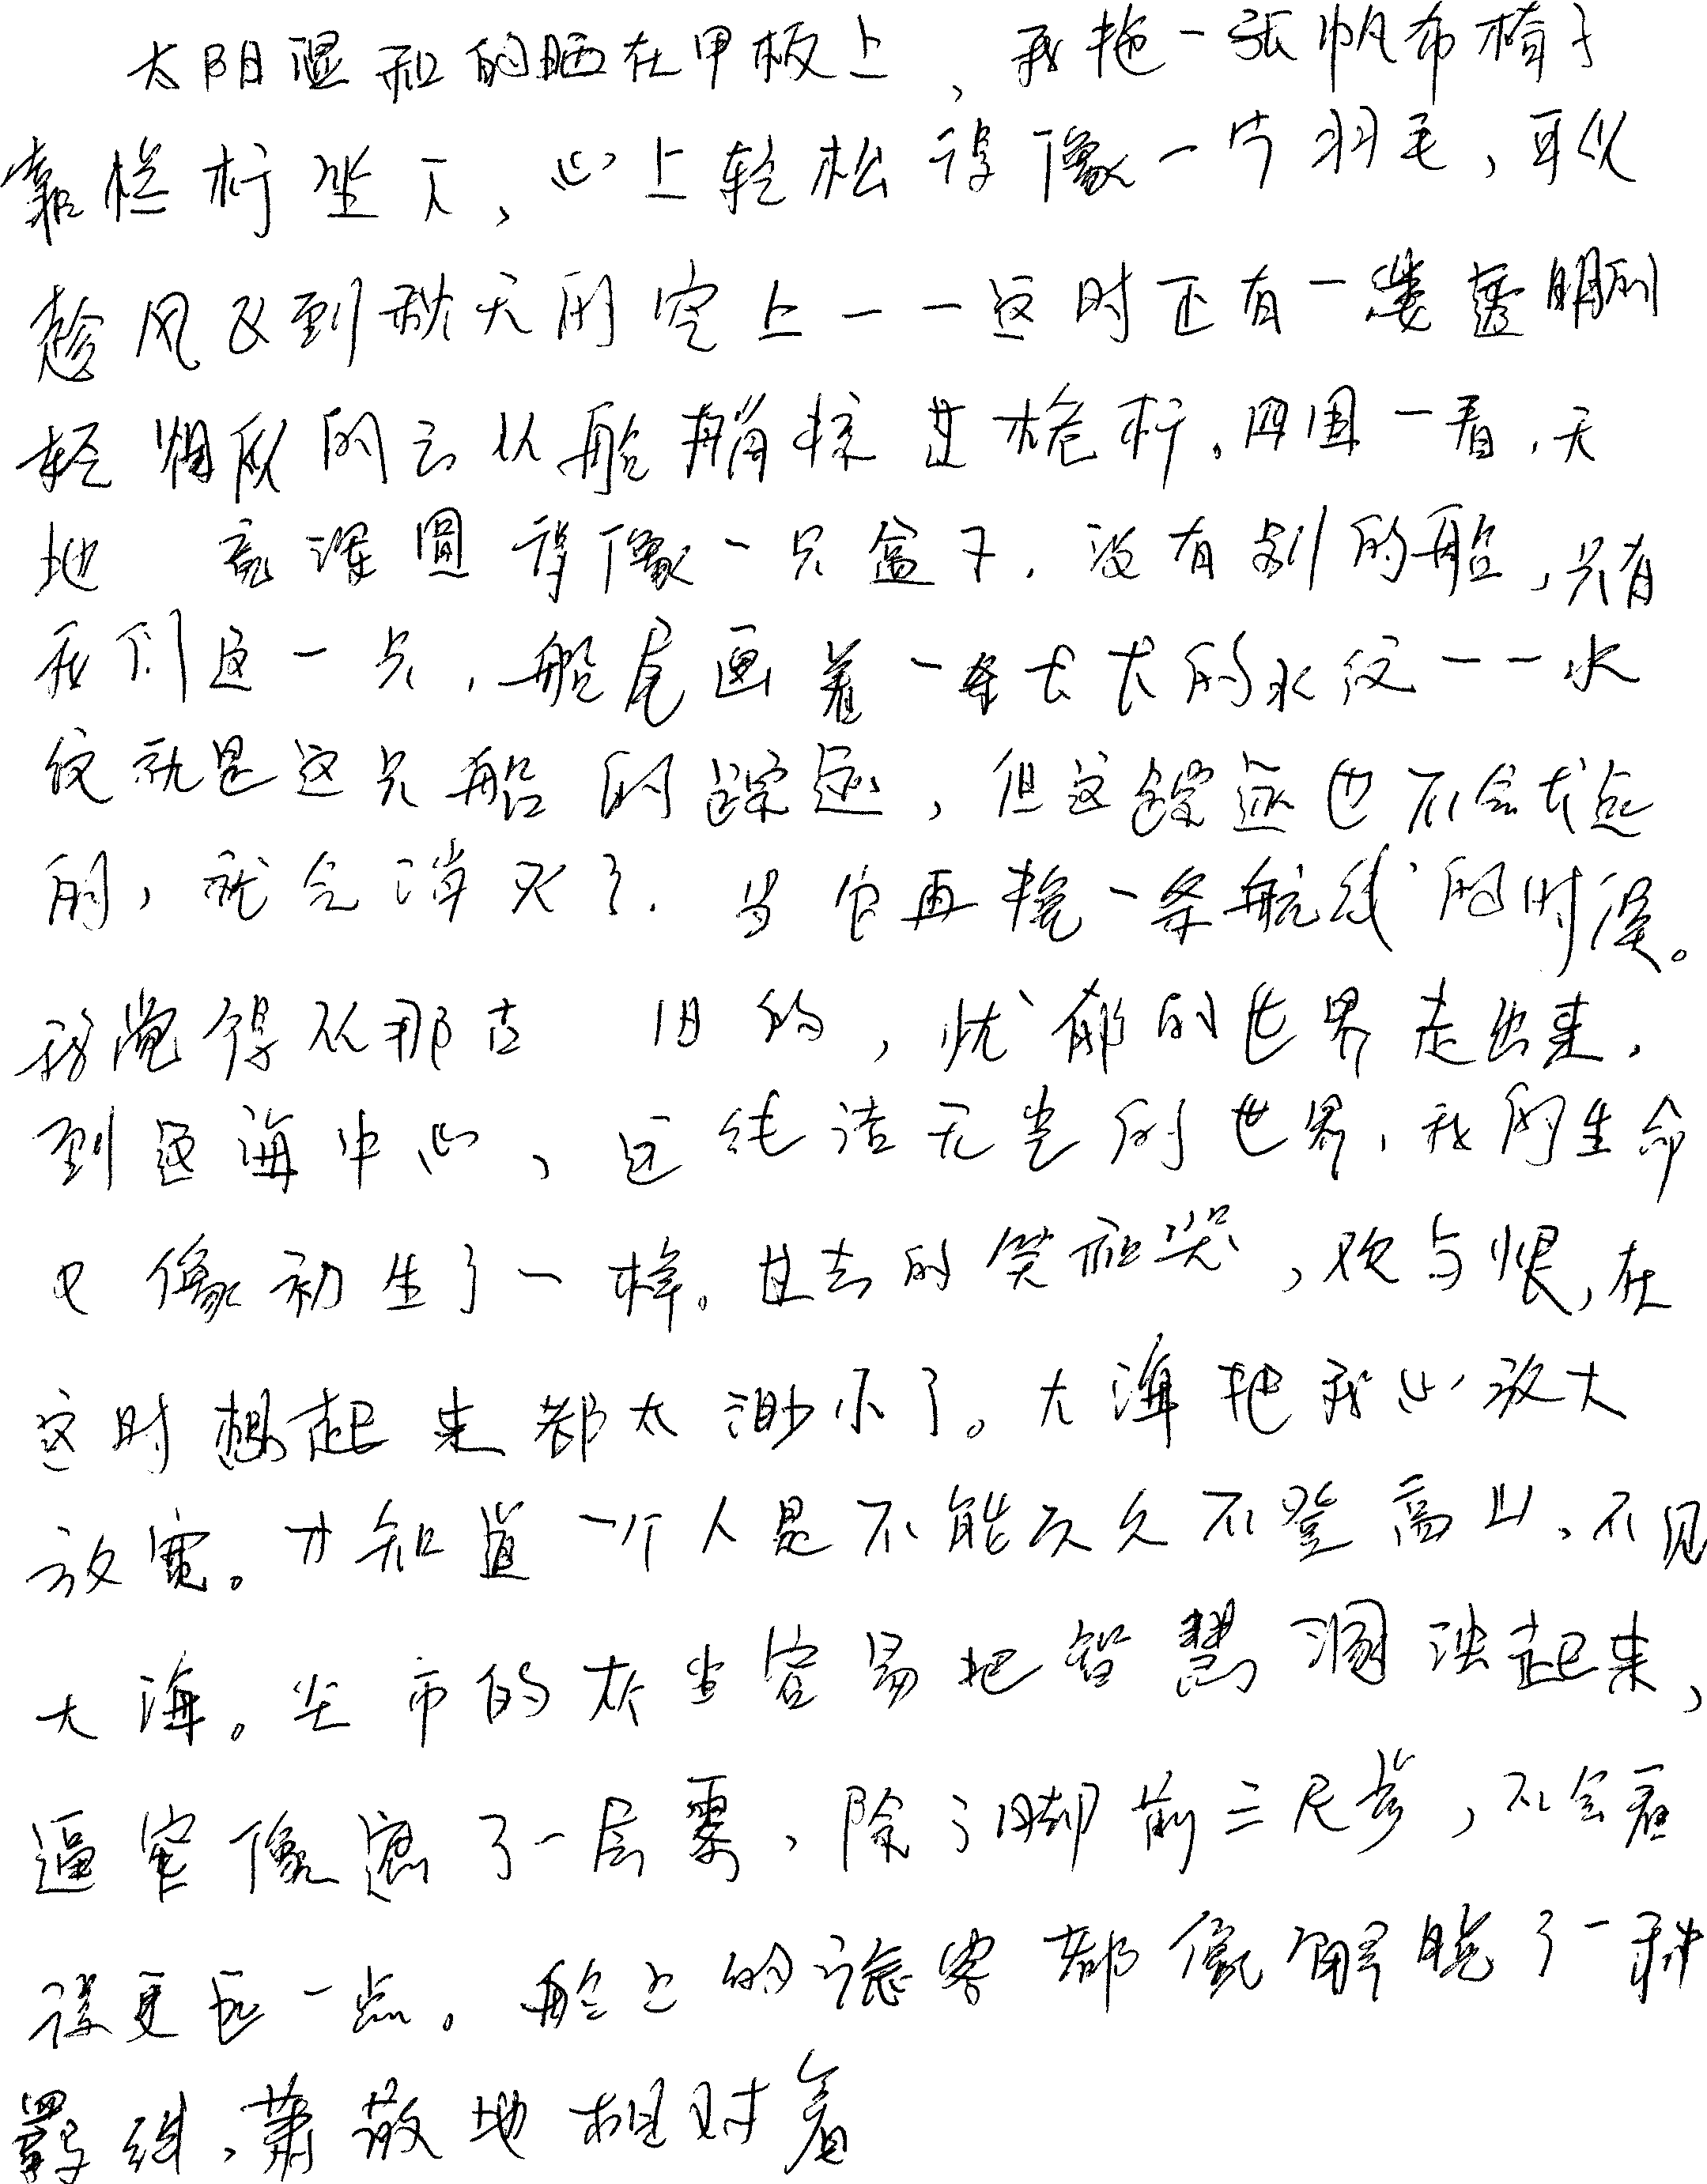 太阳温和的晒在甲板上，我拖一张帆布椅子
靠栏杆坐下，心上轻松得像一片羽毛，可以
趁风飞到秋天的空上——这时正有一缕透明到
轻烟似的云从船艄掠过桅杆。四围一看，天
地 竟浑圆得像一只盒子。没有别的船，只有
我们这一只，船尾画着一条长长的水纹——水
纹就是这只船的踪迹，但这踪迹也不会长远
的，就会消灭了。当它再换一条航线的时候。
我觉得从那古 旧的，忧郁的世界走出来，
到这海中心，这纯洁无尘的世界，我的生命
也像初生了一样。过去的笑和哭，欢与恨，在
这时想起来都太渺小了。大海把我心放大
放宽。才知道一个人是不能久久不登高山，不见
大海。尘市的灰尘容易把智慧涸浊起来，
逼窄像遮了一层雾，除了脚前三尺步，不会看
得更远一点。船上的旅客都像解脱了一种
羁绊，萧散地相对着